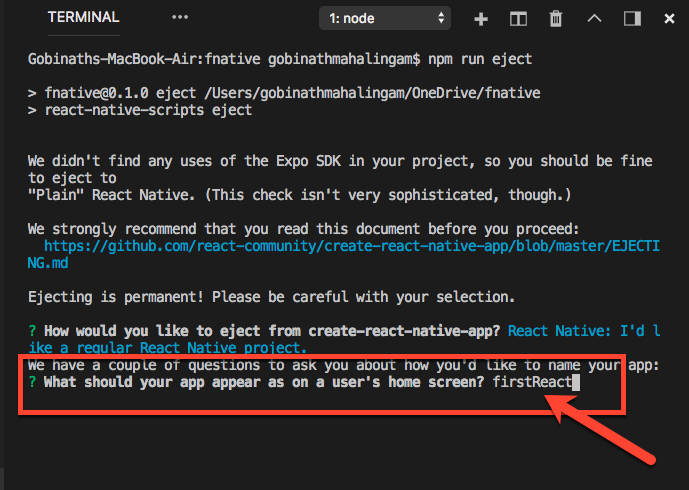 TERMINAL ••• 1: node
Gobinaths-MacBook-Air:fnative gobinathmahalingam$ npm run eject
> fnative@0.1.0 eject /Users/gobinathmahalingam/OneDrive/fnative
> react-native-scripts eject
We didn't find any uses of the Expo SDK in your project, so you should be fine
to eject to
"Plain" React Native. (This check isn't very sophisticated, though.)
We strongly recommend that you read this document before you proceed:
https://github.com/react-community/create-react-native-app/blob/master/EJECTI
NG.md
Ejecting is permanent! Please be careful with your selection.
? How would you like to eject from create-react-native-app? React Native: I'd l
ike a regular React Native project.
We have a couple of questions to ask you about how you'd like to name your app:
? What should your app appear as on a user's home screen? firstReact